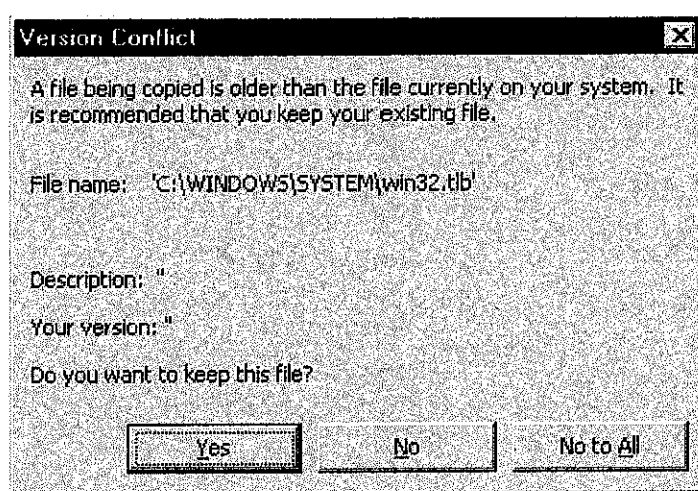 Version Conflict
A file being copied is older than the file currently on your system. It
is recommended that you keep your existing file.
File name: 'C:\WINDOWS\SYSTEM\win32.tlb'
Description: ''
Your version: ''
Do you want to keep this file?
Yes No No to All